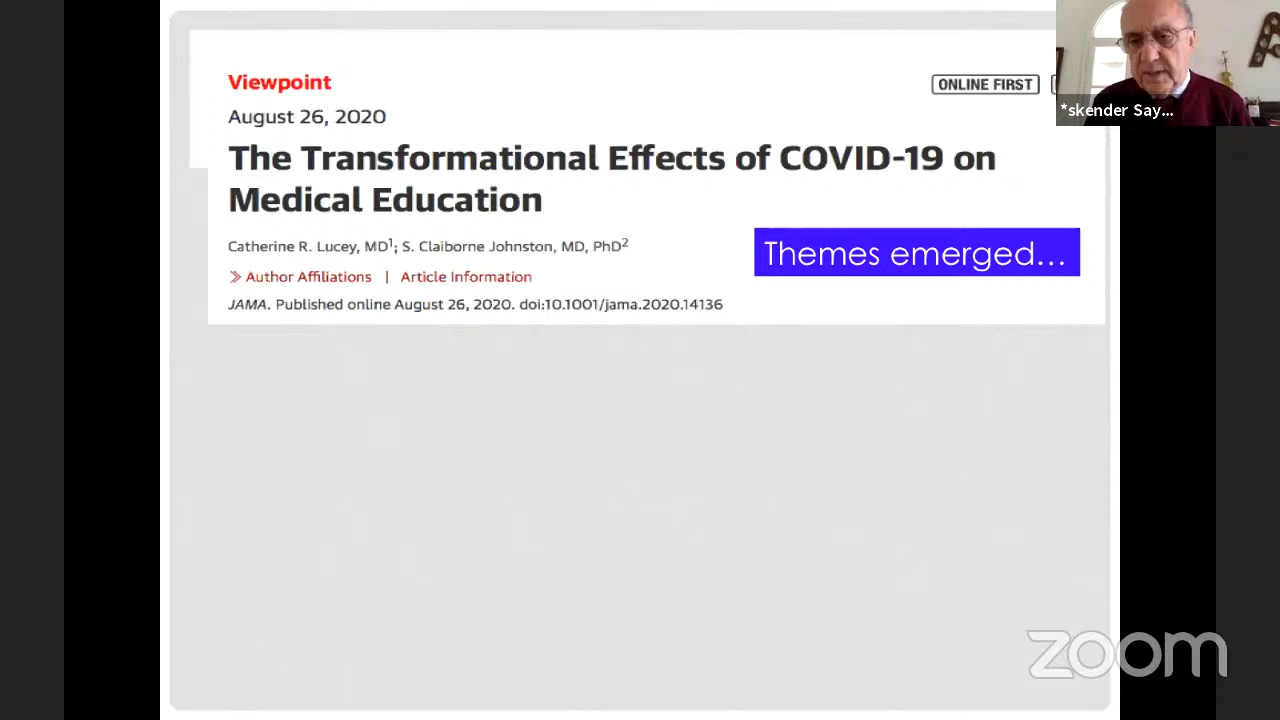 Viewpoint
ONLINE FIRST
August 26, 2020
The Transformational Effects of COVID-19 on
Medical Education
Catherine R. Lucey, MD1; S. Claiborne Johnston, MD, PhD2
Themes emerged...
Author Affiliations | Article Information
JAMA. Published online August 26, 2020. doi:10.1001/jama.2020.14136
*skender Say...
zoom